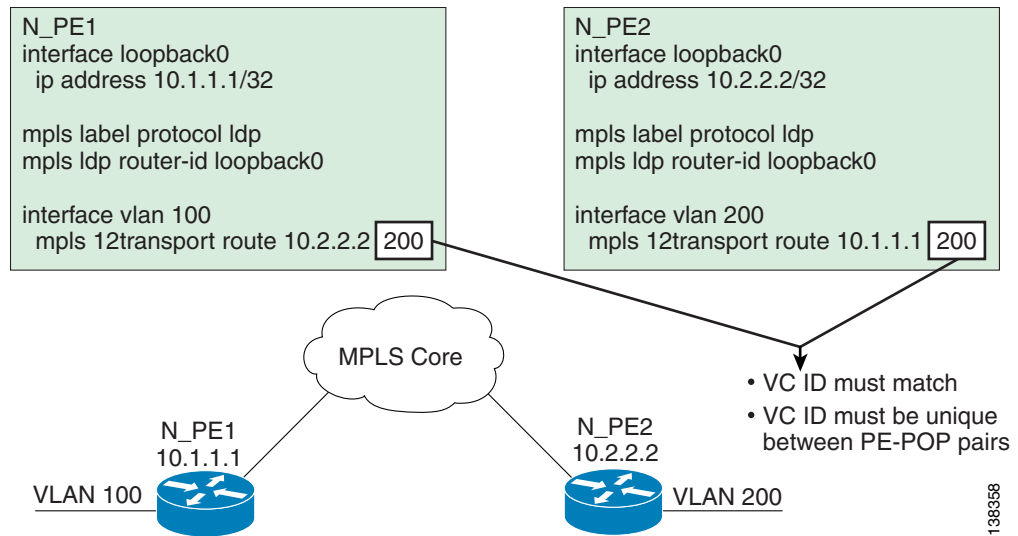 N_PE1
interface loopback0
ip address 10.1.1.1/32
mpls label protocol ldp
mpls ldp router-id loopback0
interface vlan 100
mpls 12transport route 10.2.2.2 200
N_PE2
interface loopback0
ip address 10.2.2.2/32
mpls label protocol ldp
mpls ldp router-id loopback0
interface vlan 200
mpls 12transport route 10.1.1.1 200
MPLS Core
• VC ID must match
• VC ID must be unique
between PE-POP pairs
N_PE1
10.1.1.1
VLAN 100
N_PE2
10.2.2.2
VLAN 200
138358